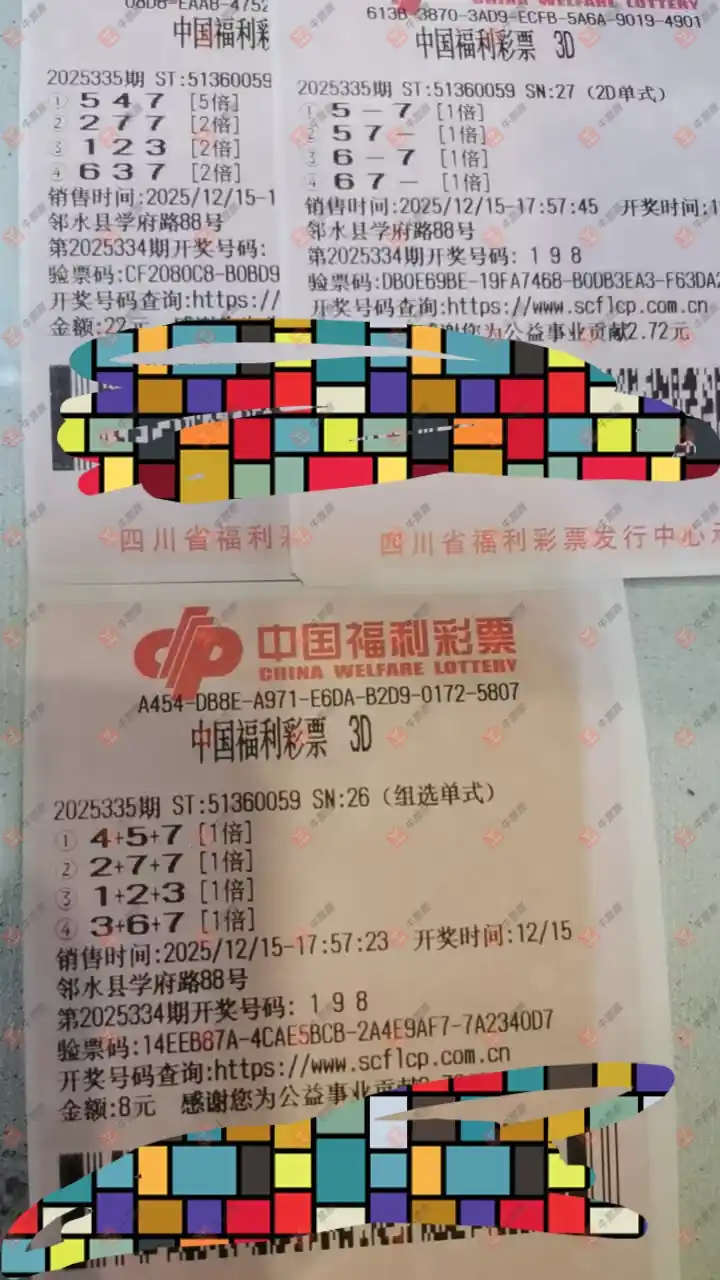 中国福利彩
2025335期 ST:51360059
① 5 4 7 [5倍]
② 2 7 7 [2倍]
③ 1 2 3 [2倍]
④ 6 3 7 [2倍]
销售时间:2025/12/15-1
邻水县学府路88号
第2025334期开奖号码:
验票码:CF2080C8-B0BD9
开奖号码查询:https://
金额:22元
四川省福利彩
CHINA WELFARE LOTTERY
613B-3870-3AD9-ECFB-5A6A-9019-4901
中国福利彩票 3D
2025335期 ST:51360059 SN:27（2D单式）
① 5 - 7 [1倍]
② 5 7 - [1倍]
③ 6 - 7 [1倍]
④ 6 7 - [1倍]
销售时间:2025/12/15-17:57:45 开奖时间:1
邻水县学府路88号
第2025334期开奖号码: 1 9 8
验票码:DB0E69BE-19FA7468-B0DB3EA3-F63DA2
开奖号码查询:https://www.scflcp.com.cn
谢您为公益事业贡献2.72元
四川省福利彩票发行中心
中国福利彩票
CHINA WELFARE LOTTERY
A454-DB8E-A971-E6DA-B2D9-0172-5807
中国福利彩票 3D
2025335期 ST:51360059 SN:26（组选单式）
① 4+5+7 [1倍]
② 2+7+7 [1倍]
③ 1+2+3 [1倍]
④ 3+6+7 [1倍]
销售时间:2025/12/15-17:57:23 开奖时间:12/15
邻水县学府路88号
第2025334期开奖号码: 1 9 8
验票码:14EEB87A-4CAE5BCB-2A4E9AF7-7A2340D7
开奖号码查询:https://www.scflcp.com.cn
金额:8元 感谢您为公益事业贡献